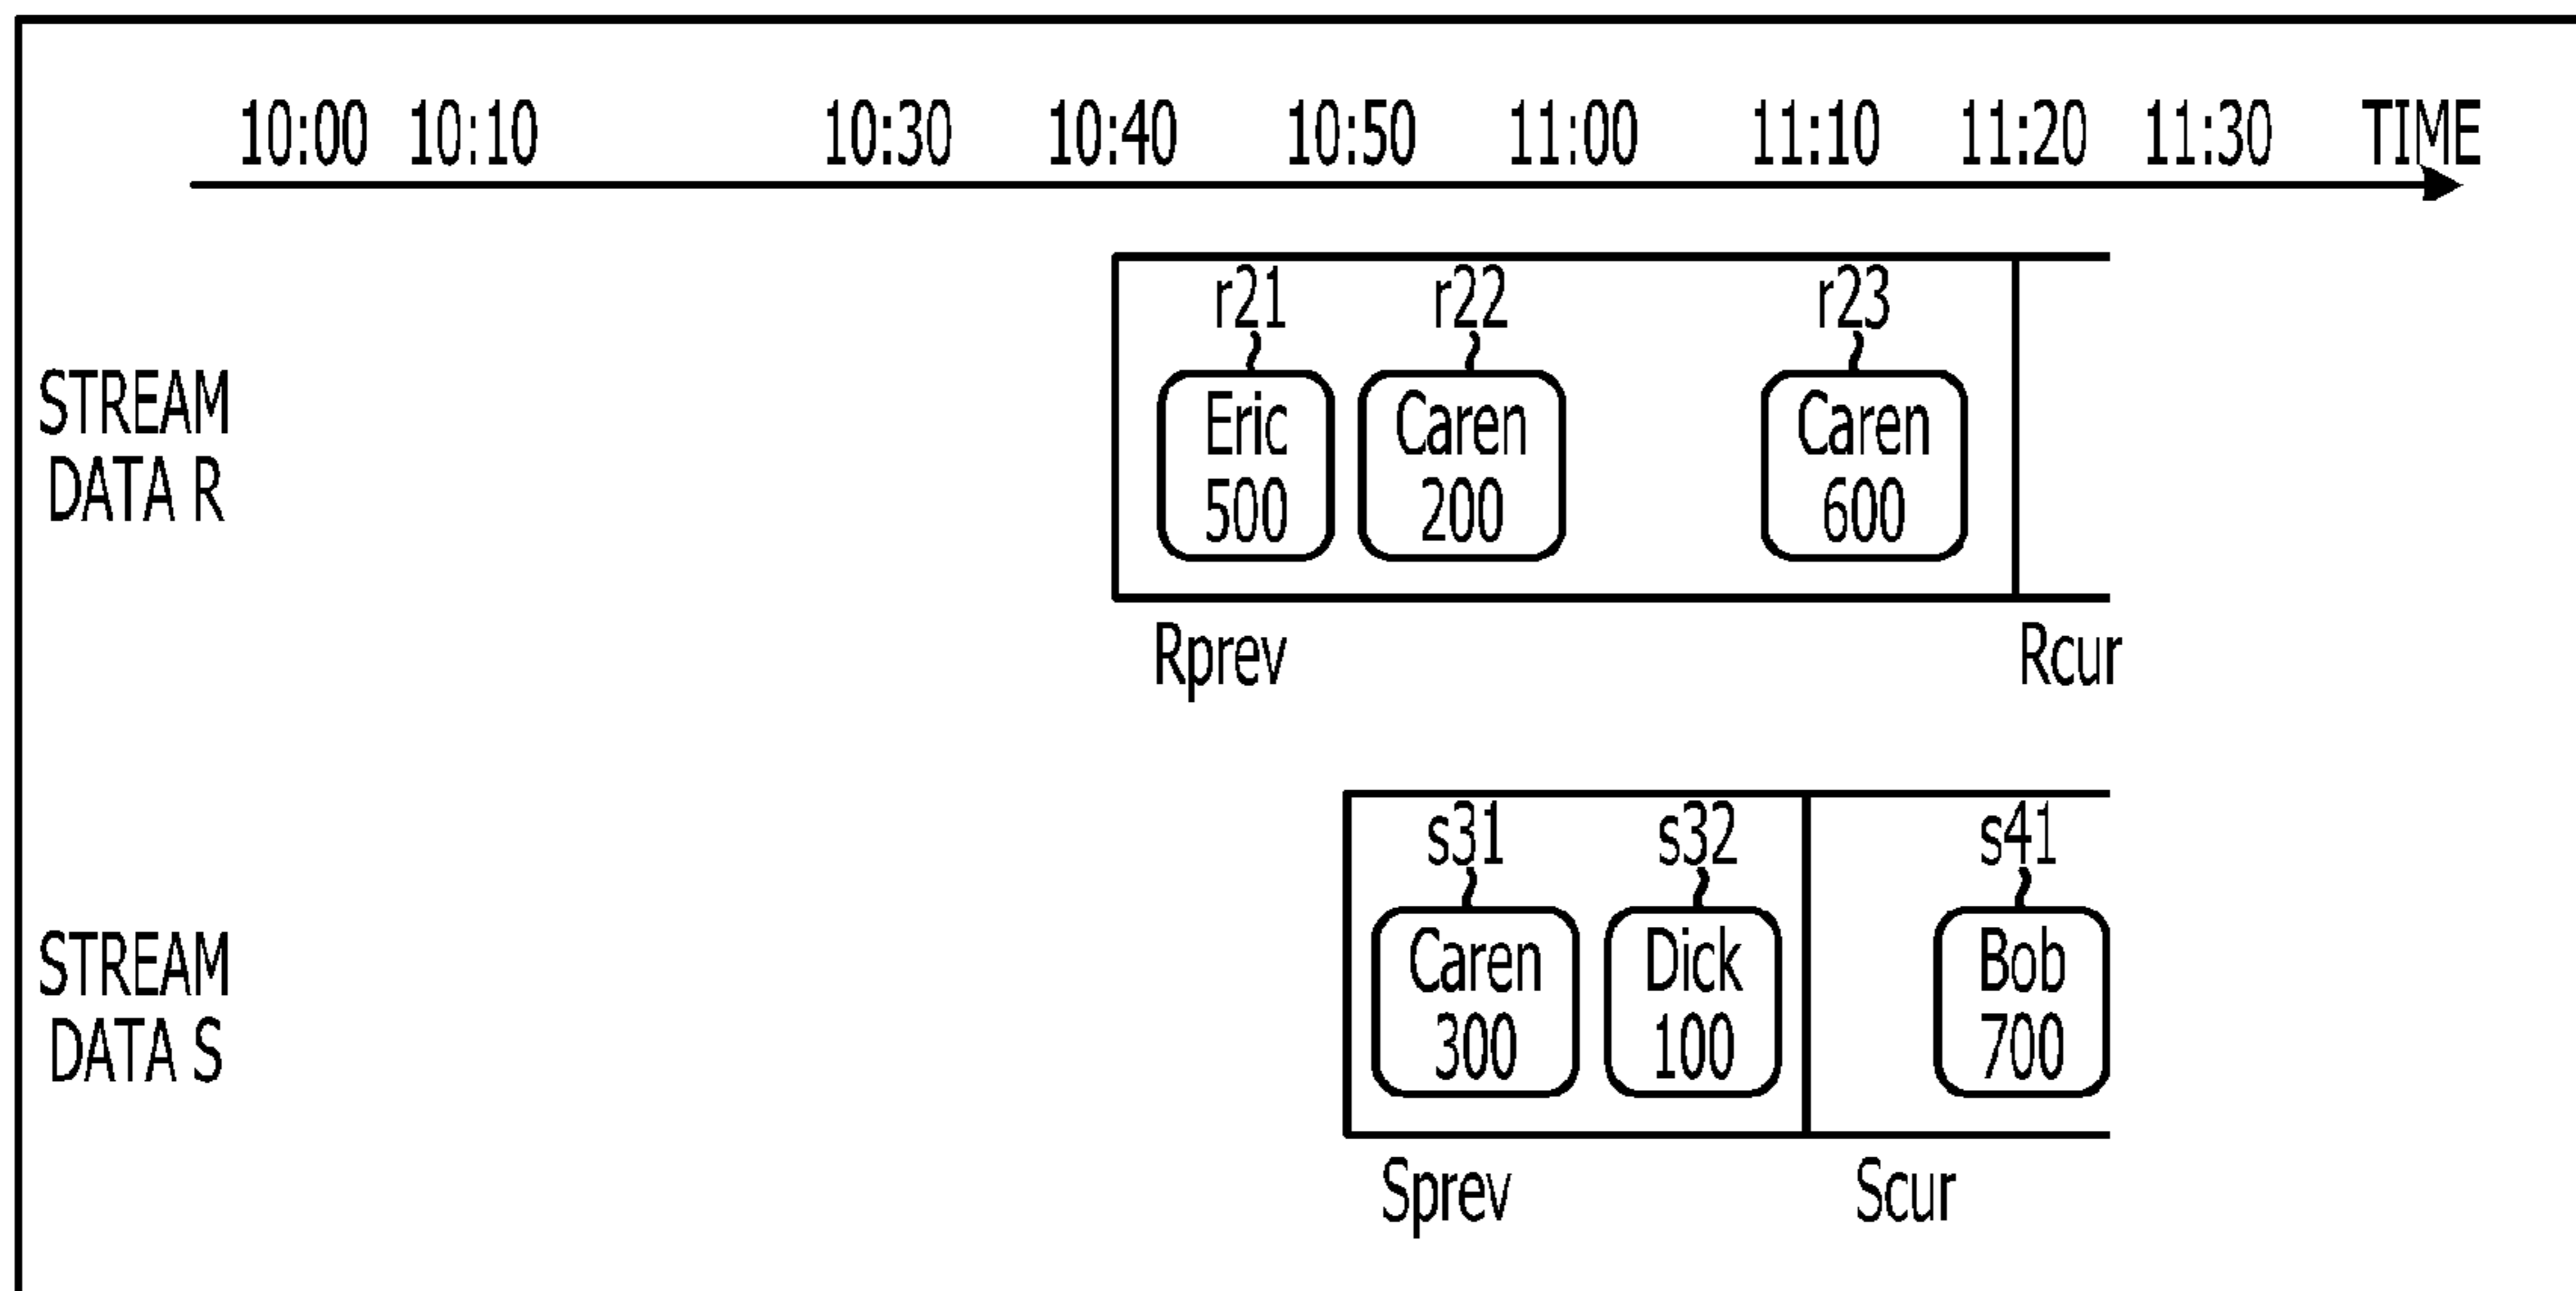 10:00 10:10 10:30 10:40 10:50 11:00 11:10 11:20 11:30 TIME
STREAM
DATA R
r21 r22 r23
Eric Caren Caren
500 200 600
Rprev Rcur
STREAM
DATA S
s31 s32 s41
Caren Dick Bob
300 100 700
Sprev Scur